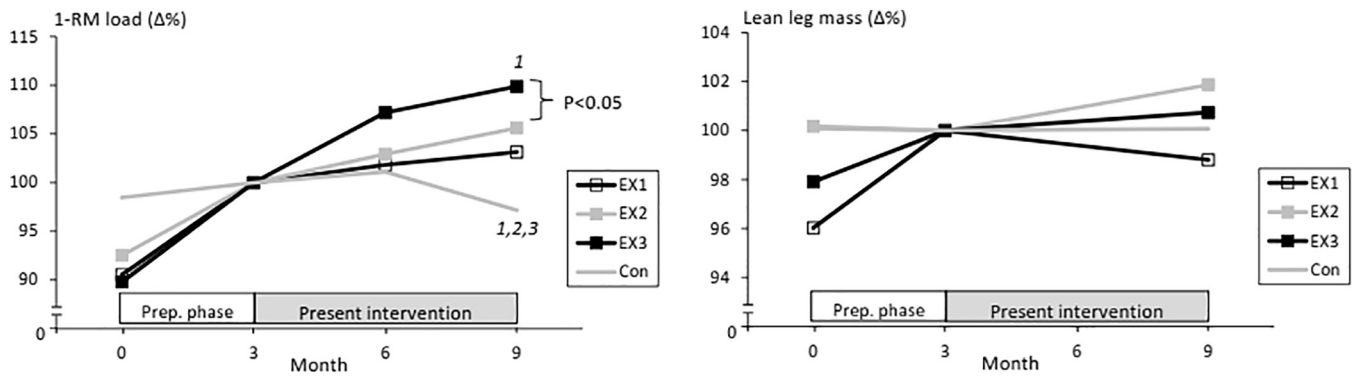 1-RM load (Δ%)
115
110
105
100
95
90
0
1
P<0.05
1,2,3
EX1
EX2
EX3
Con
Prep. phase
Present intervention
0
3
6
9
Month
Lean leg mass (Δ%)
104
102
100
98
96
94
0
EX1
EX2
EX3
Con
Prep. phase
Present intervention
0
3
6
9
Month